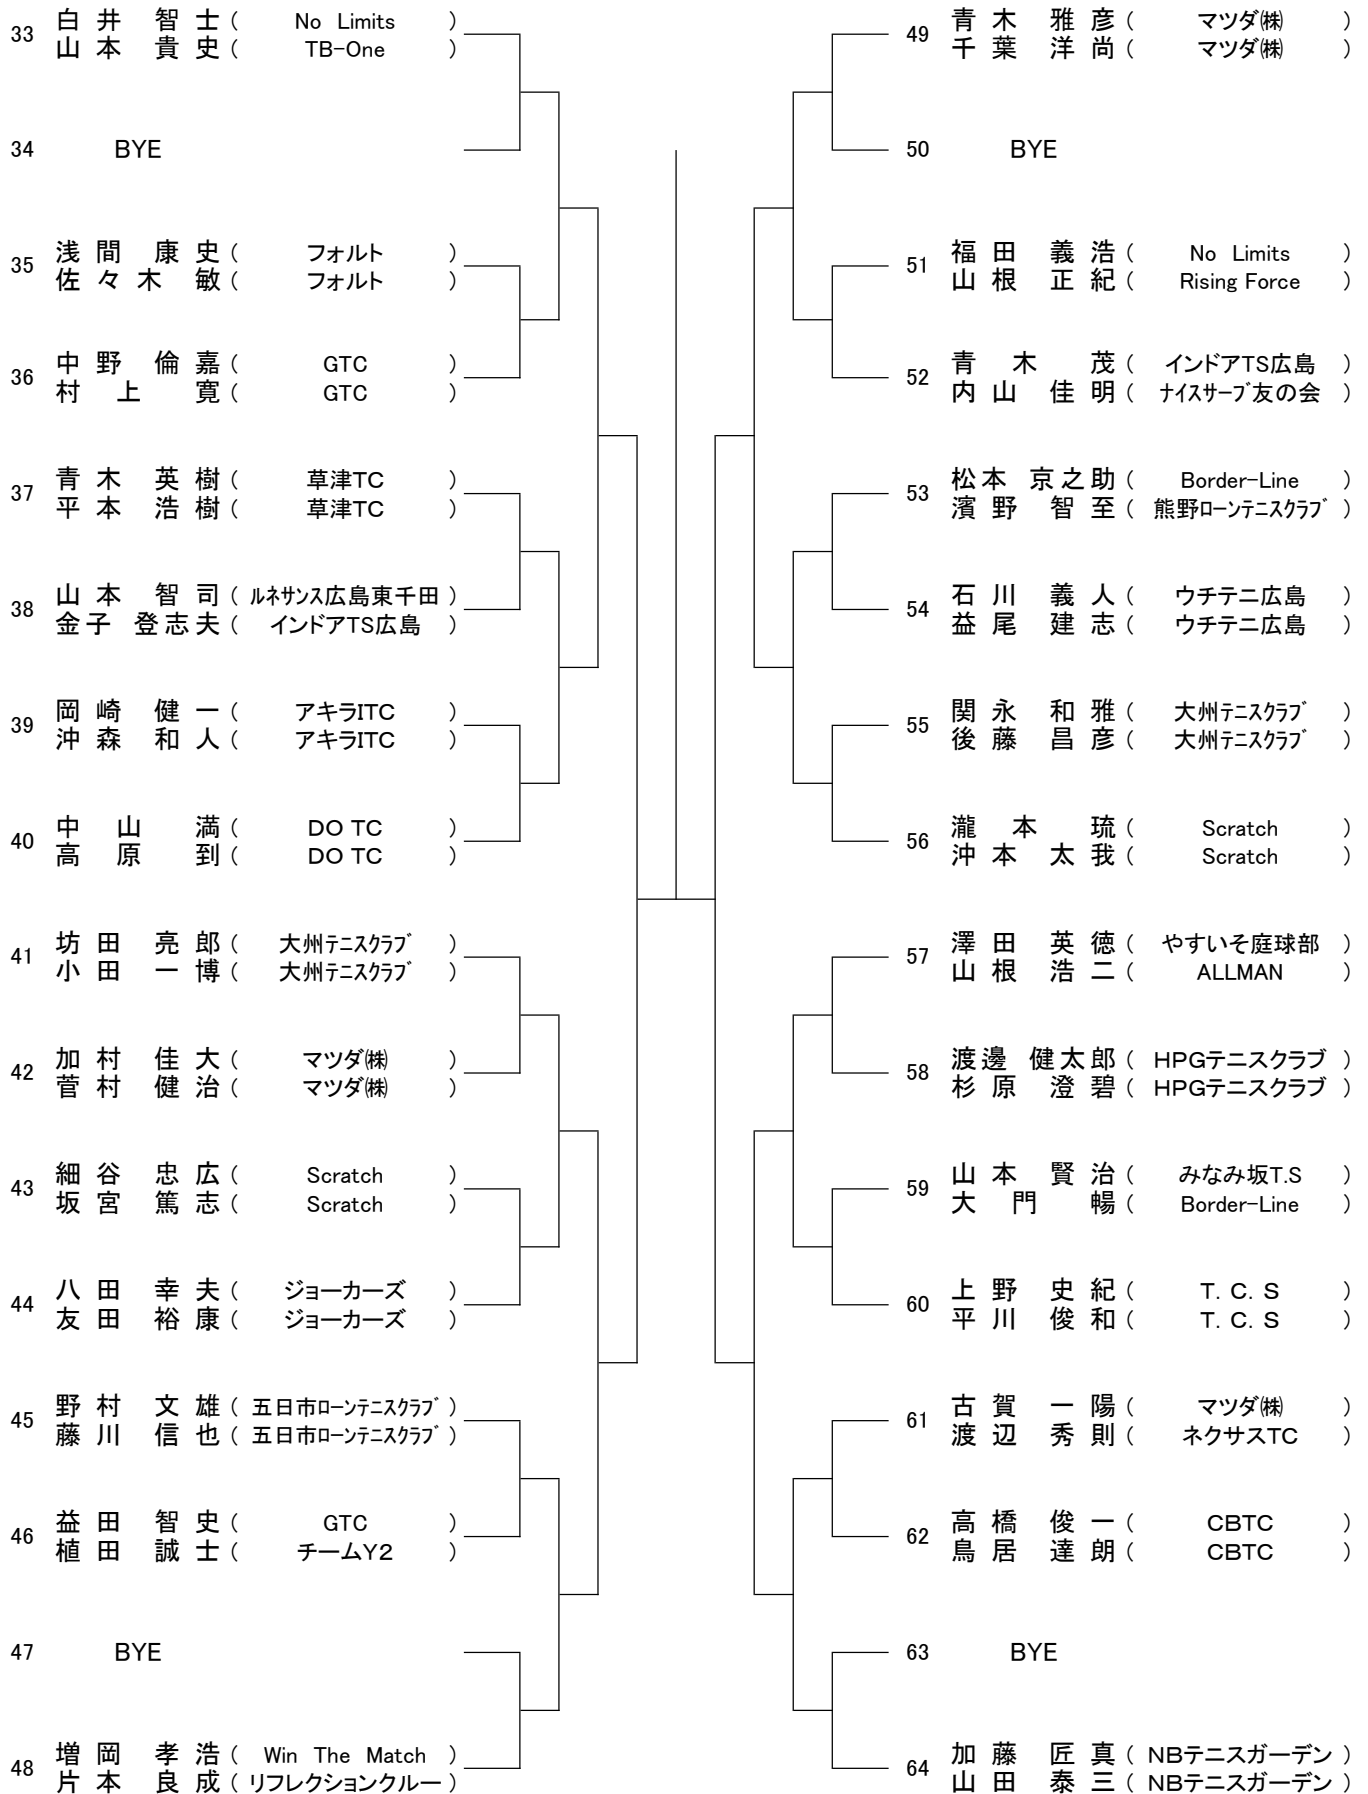 33 白井 智士 ( No Limits )
山本 貴史 ( TB-One )
34 BYE
35 浅間 康史 ( フォルト )
佐々木 敏 ( フォルト )
36 中野 倫嘉 ( GTC )
村上 寛 ( GTC )
37 青木 英樹 ( 草津TC )
平本 浩樹 ( 草津TC )
38 山本 智司 ( ﾙﾈｻﾝｽ広島東千田 )
金子 登志夫 ( インドアTS広島 )
39 岡崎 健一 ( アキラITC )
沖森 和人 ( アキラITC )
40 中山 満 ( DO TC )
高原 到 ( DO TC )
41 坊田 亮郎 ( 大州ﾃﾆｽｸﾗﾌﾞ )
小田 一博 ( 大州ﾃﾆｽｸﾗﾌﾞ )
42 加村 佳大 ( マツダ㈱ )
菅村 健治 ( マツダ㈱ )
43 細谷 忠広 ( Scratch )
坂宮 篤志 ( Scratch )
44 八田 幸夫 ( ジョーカーズ )
友田 裕康 ( ジョーカーズ )
45 野村 文雄 ( 五日市ﾛｰﾝﾃﾆｽｸﾗﾌﾞ )
藤川 信也 ( 五日市ﾛｰﾝﾃﾆｽｸﾗﾌﾞ )
46 益田 智史 ( GTC )
植田 誠士 ( チームY2 )
47 BYE
48 増岡 孝浩 ( Win The Match )
片本 良成 ( リフレクションクルー )
49 青木 雅彦 ( マツダ㈱ )
千葉 洋尚 ( マツダ㈱ )
50 BYE
51 福田 義浩 ( No Limits )
山根 正紀 ( Rising Force )
52 青木 茂 ( インドアTS広島 )
内山 佳明 ( ﾅｲｽｻｰﾌﾞ友の会 )
53 松本 京之助 ( Border-Line )
濱野 智至 ( 熊野ﾛｰﾝﾃﾆｽｸﾗﾌﾞ )
54 石川 義人 ( ウチテニ広島 )
益尾 建志 ( ウチテニ広島 )
55 関永 和雅 ( 大州ﾃﾆｽｸﾗﾌﾞ )
後藤 昌彦 ( 大州ﾃﾆｽｸﾗﾌﾞ )
56 瀧本 琉 ( Scratch )
沖本 太我 ( Scratch )
57 澤田 英徳 ( やすいそ庭球部 )
山根 浩二 ( ALLMAN )
58 渡邊 健太郎 ( HPGテニスクラブ )
杉原 澄碧 ( HPGテニスクラブ )
59 山本 賢治 ( みなみ坂T.S )
大門 暢 ( Border-Line )
60 上野 史紀 ( T. C. S )
平川 俊和 ( T. C. S )
61 古賀 一陽 ( マツダ㈱ )
渡辺 秀則 ( ネクサスTC )
62 高橋 俊一 ( CBTC )
鳥居 達朗 ( CBTC )
63 BYE
64 加藤 匠真 ( NBテニスガーデン )
山田 泰三 ( NBテニスガーデン )